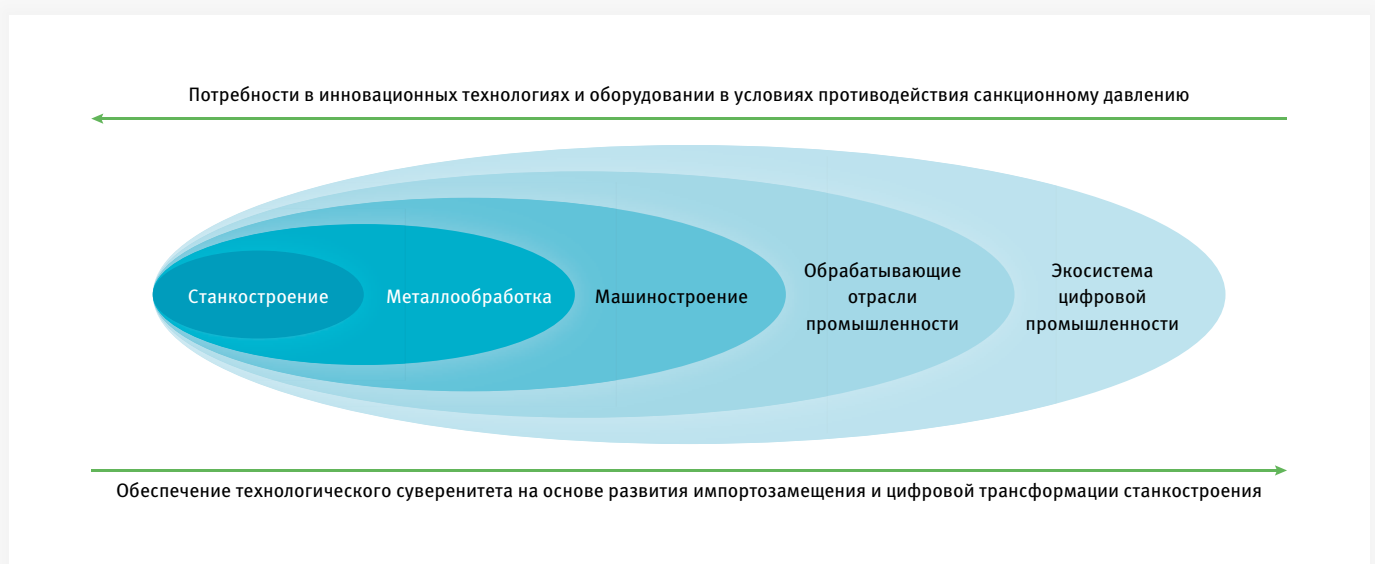 Потребности в инновационных технологиях и оборудовании в условиях противодействия санкционному давлению
Станкостроение
Металлообработка
Машиностроение
Обрабатывающие
отрасли
промышленности
Экосистема
цифровой
промышленности
Обеспечение технологического суверенитета на основе развития импортозамещения и цифровой трансформации станкостроения